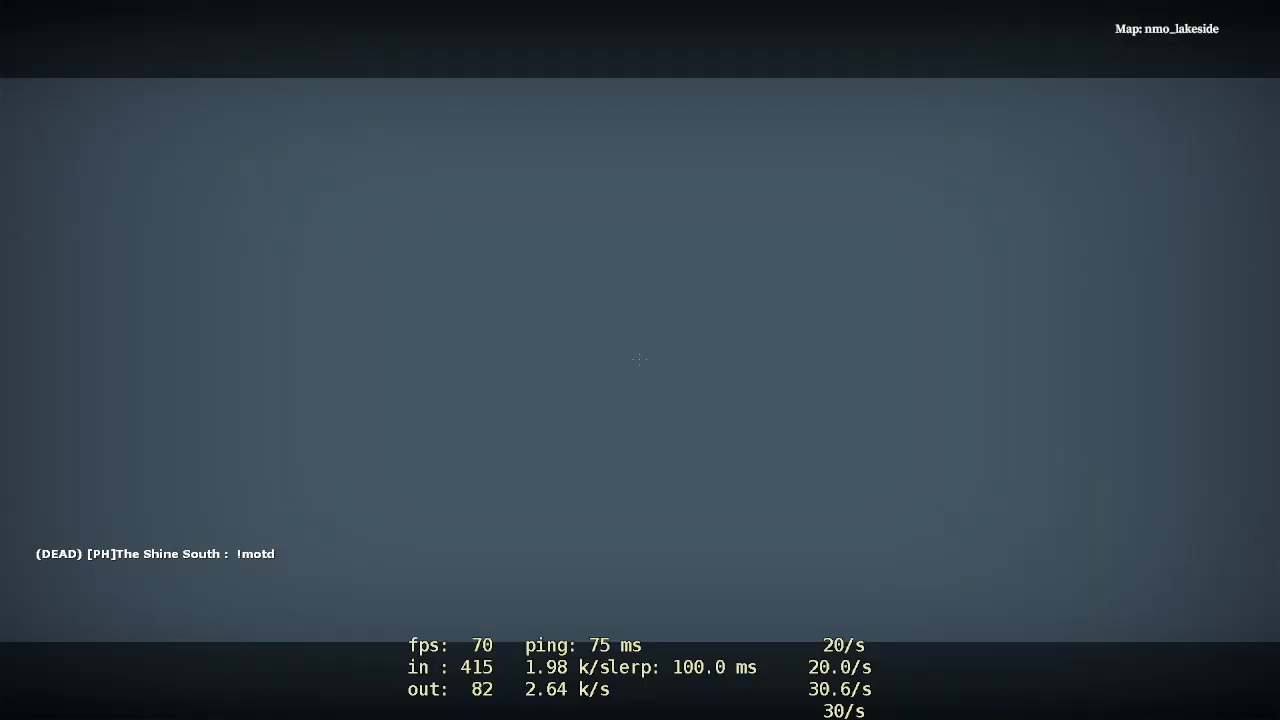 Map: nmo_lakeside
(DEAD) [PH]The Shine South :  !motd
fps:  70   ping: 75 ms   20/s
in : 415   1.98 k/slerp: 100.0 ms   20.0/s
out:  82   2.64 k/s   30.6/s
30/s